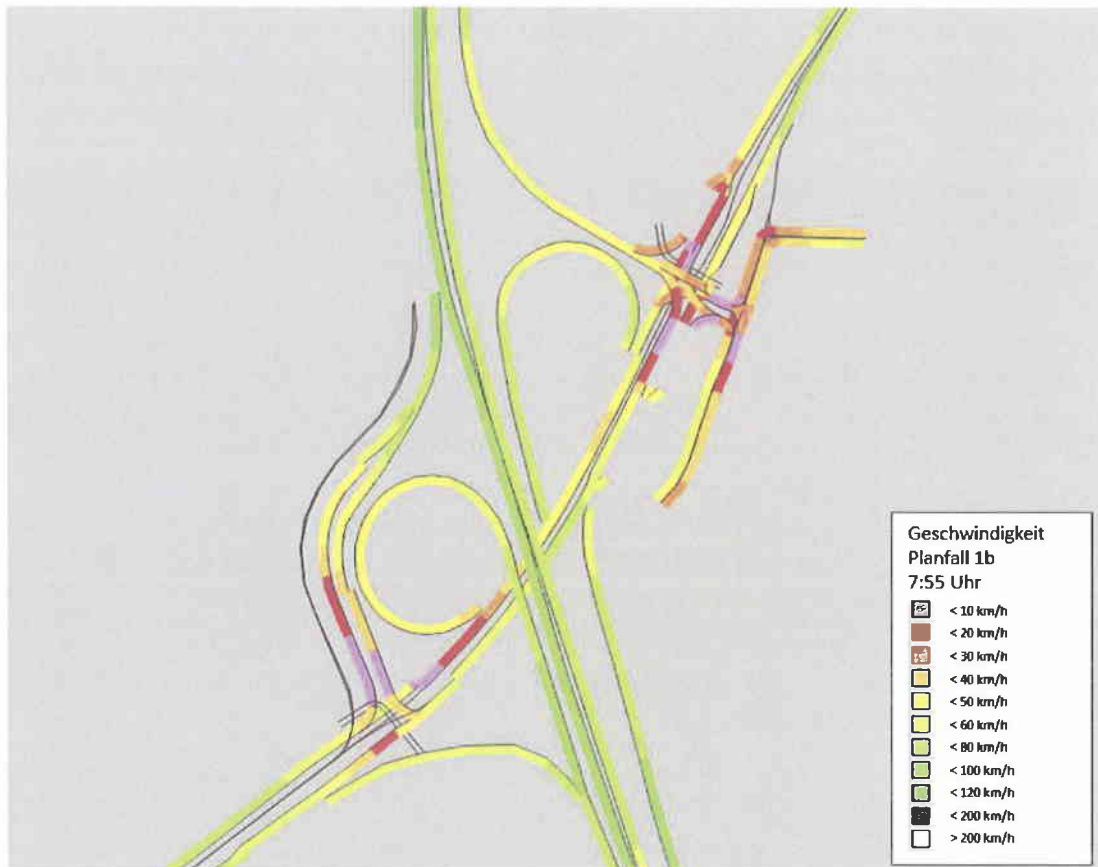 Geschwindigkeit
Planfall 1b
7:55 Uhr
< 10 km/h
< 20 km/h
< 30 km/h
< 40 km/h
< 50 km/h
< 60 km/h
< 80 km/h
< 100 km/h
< 120 km/h
< 200 km/h
> 200 km/h